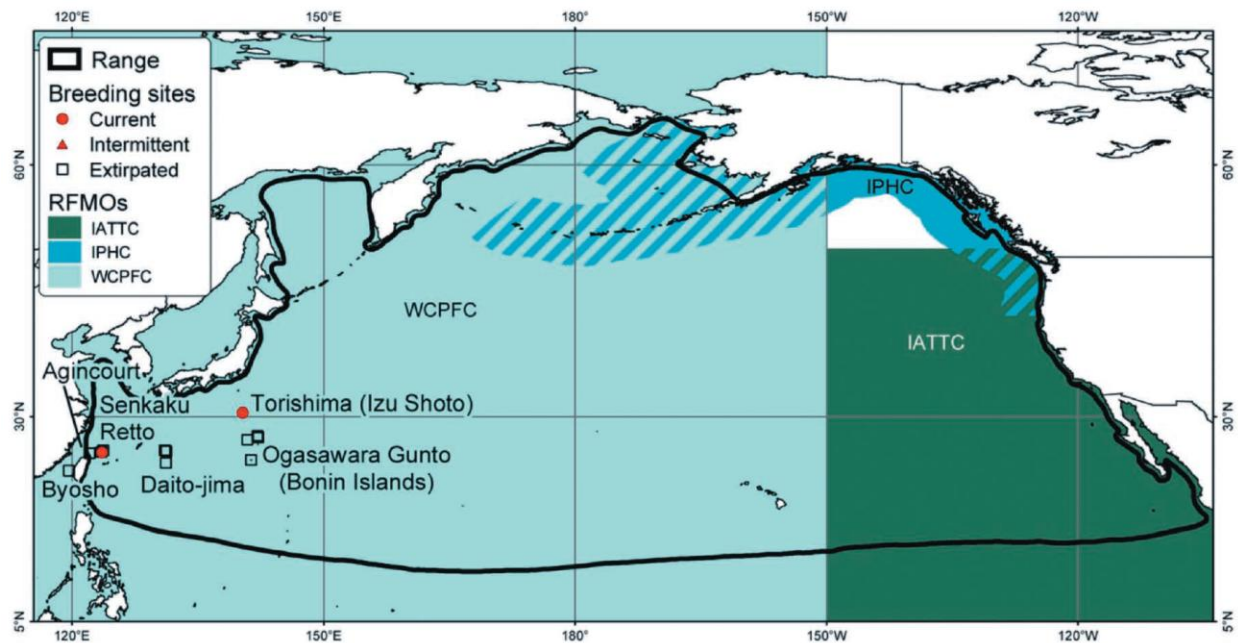 120°E 150°E 180° 150°W 120°W
Range
Breeding sites
Current
Intermittent
Extirpated
RFMOs
IATTC
IPHC
WCPFC
60°N
60°N
IPHC
WCPFC
IATTC
Agincourt
Senkaku
Retto
Torishima (Izu Shoto)
30°N
30°N
Byosho
Daito-jima
Ogasawara Gunto
(Bonin Islands)
5°N
5°N
120°E 150°E 180° 150°W 120°W